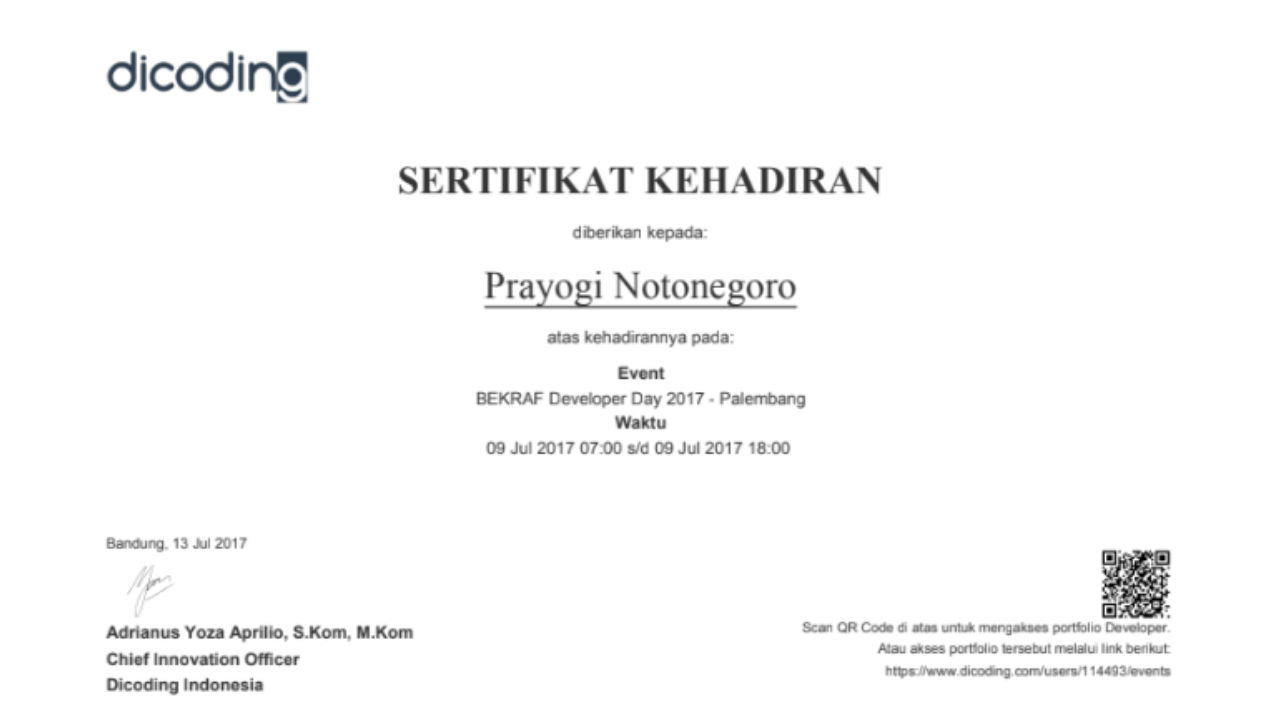 dicoding
SERTIFIKAT KEHADIRAN
diberikan kepada:
Prayogi Notonegoro
atas kehadirannya pada:
Event
BEKRAF Developer Day 2017 - Palembang
Waktu
09 Jul 2017 07:00 s/d 09 Jul 2017 18:00
Bandung, 13 Jul 2017
Adrianus Yoza Aprilio, S.Kom, M.Kom
Chief Innovation Officer
Dicoding Indonesia
Scan QR Code di atas untuk mengakses portfolio Developer.
Atau akses portfolio tersebut melalui link berikut:
https://www.dicoding.com/users/114493/events